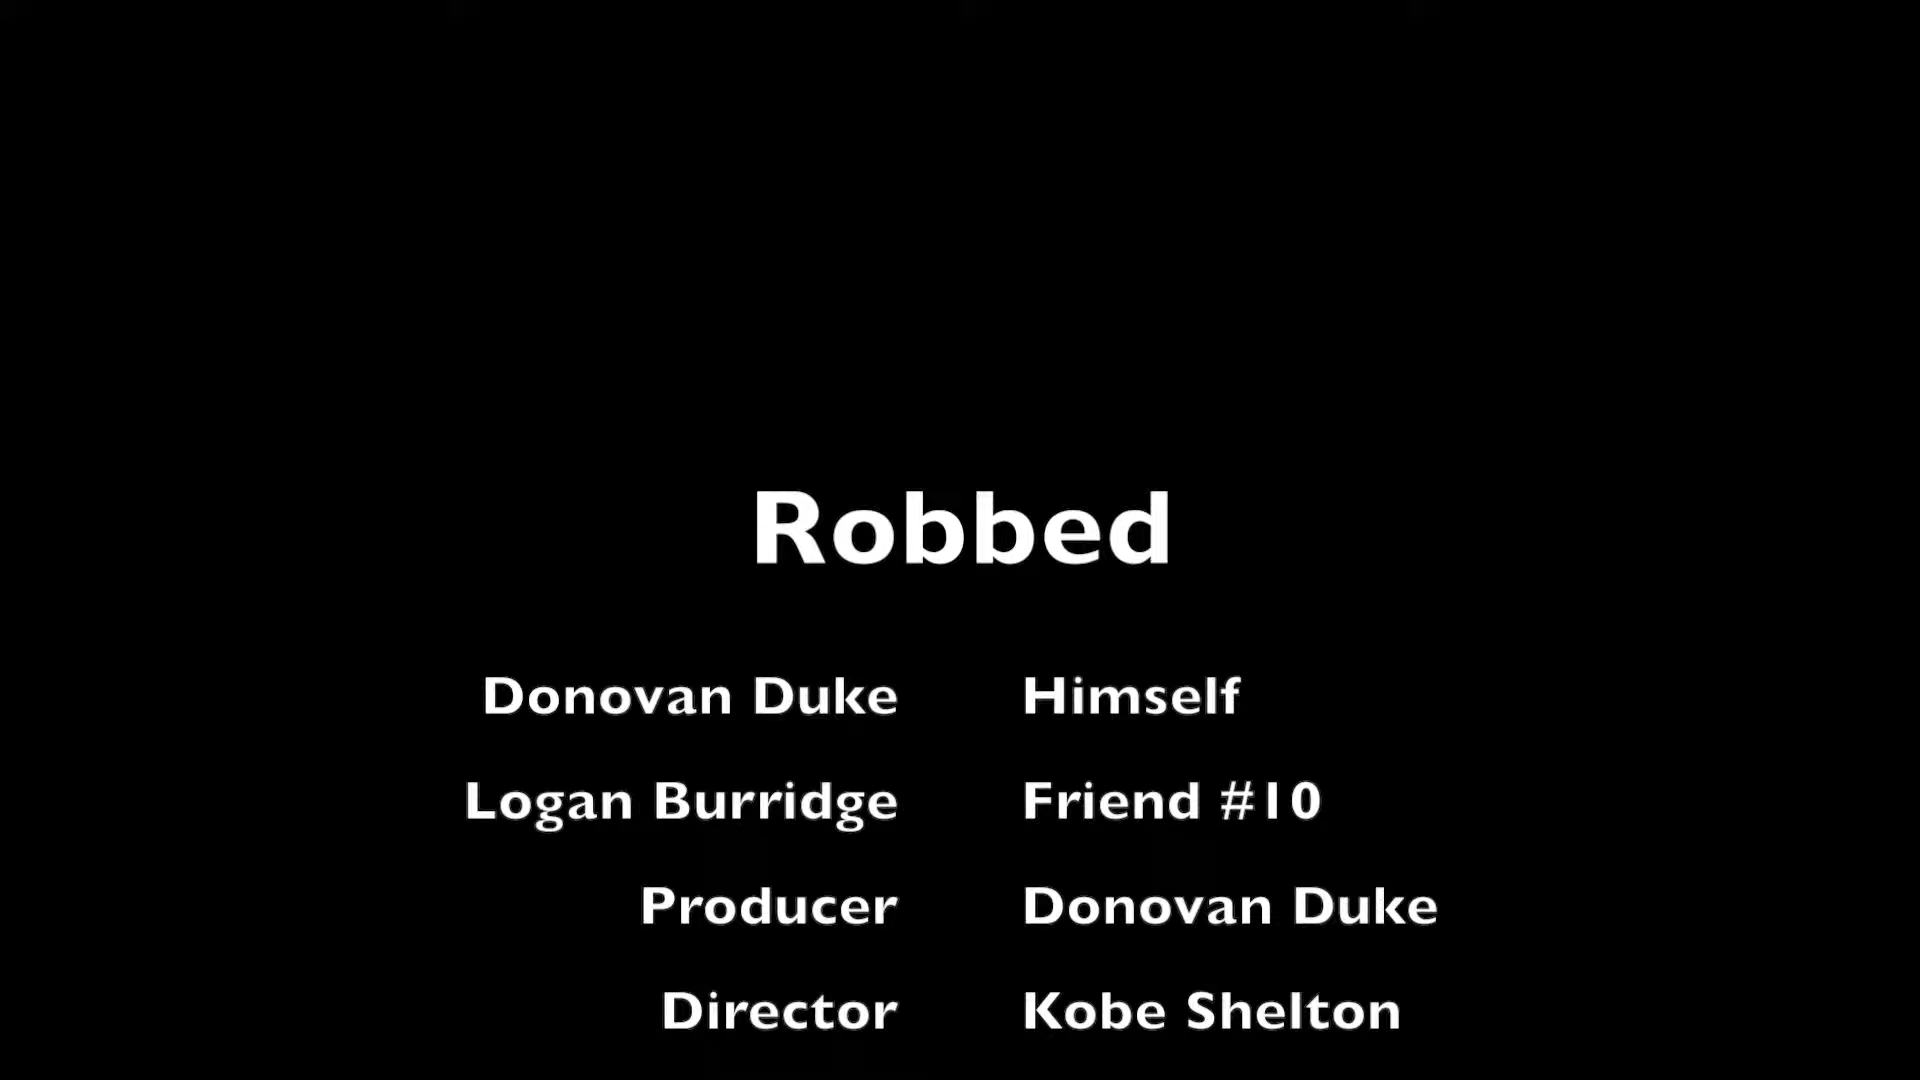 Robbed
Donovan Duke Himself
Logan Burridge Friend #10
Producer Donovan Duke
Director Kobe Shelton